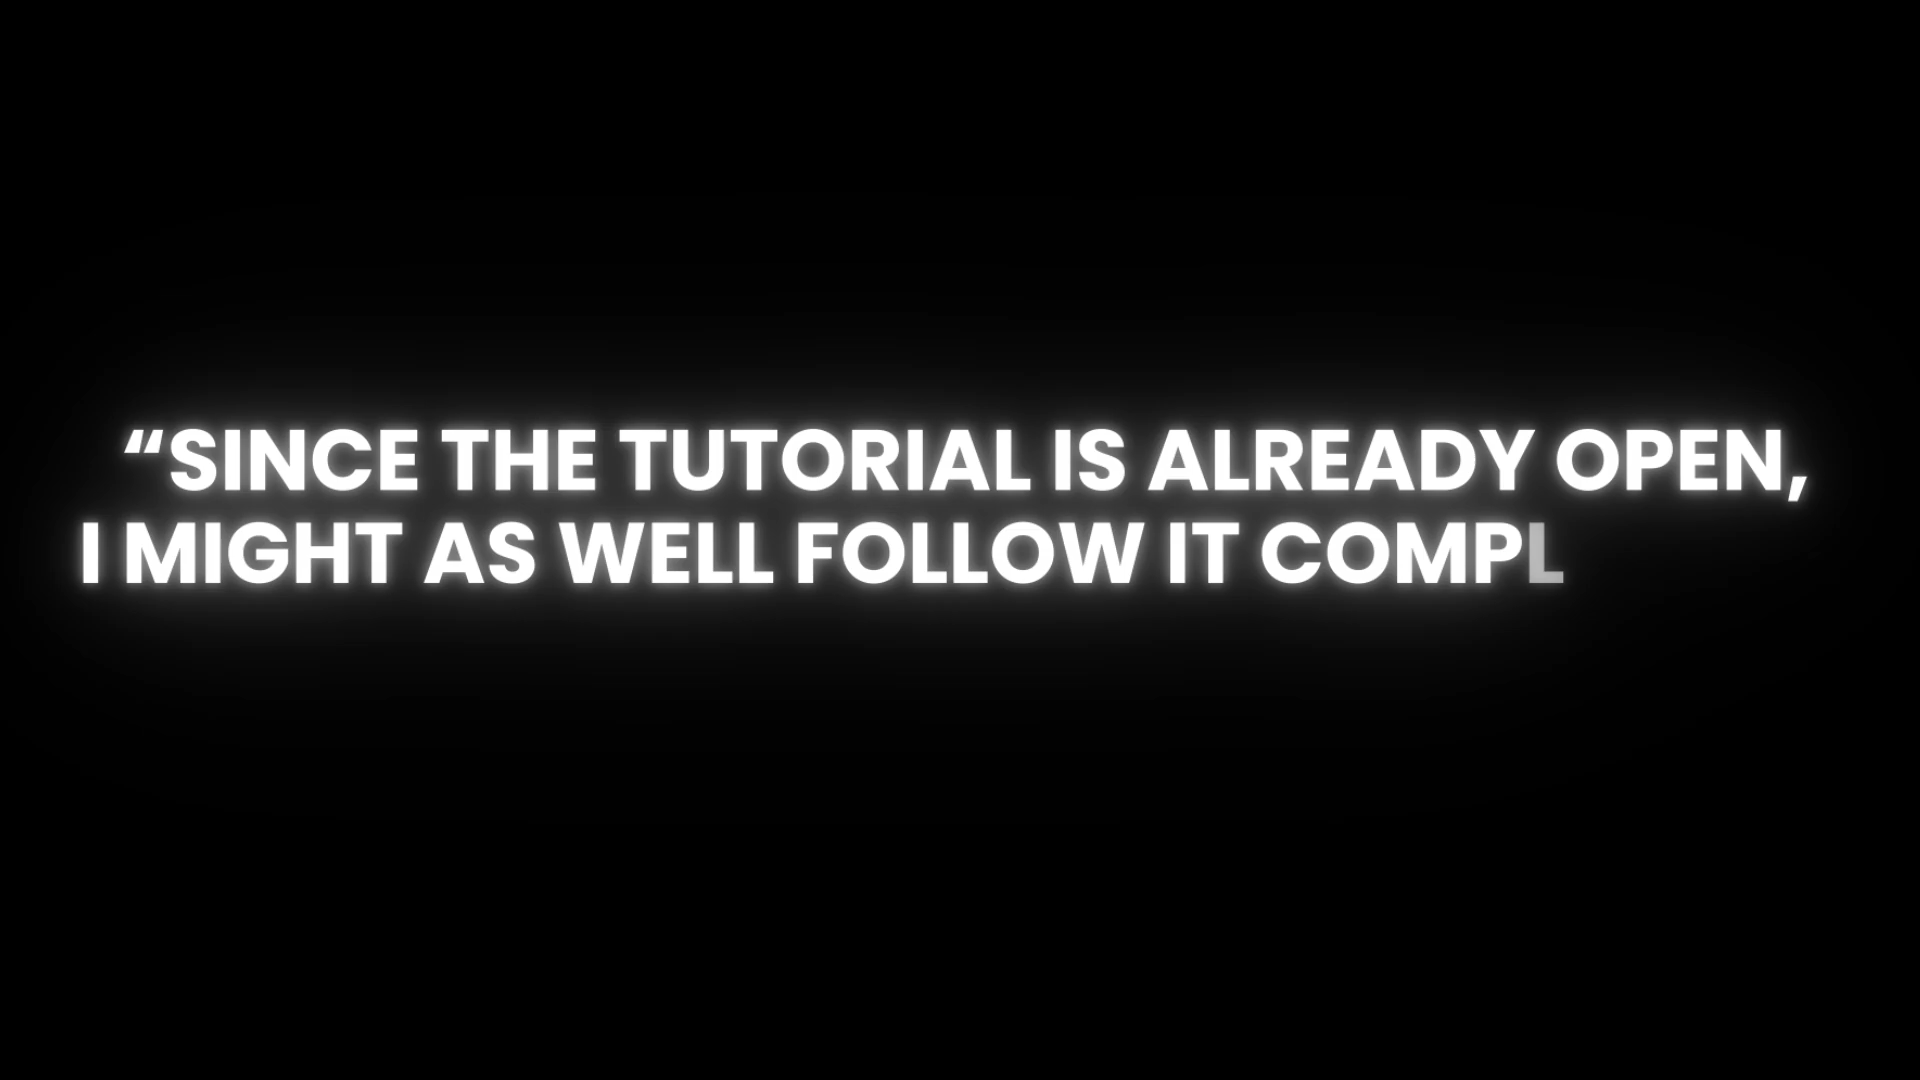 “SINCE THE TUTORIAL IS ALREADY OPEN,
I MIGHT AS WELL FOLLOW IT COMPL